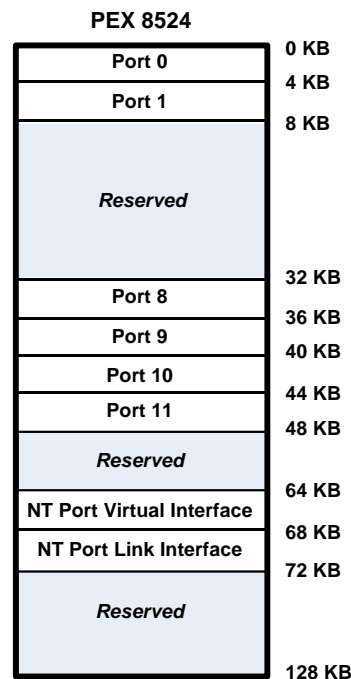 PEX 8524
0 KB
Port 0
4 KB
Port 1
8 KB
Reserved
32 KB
Port 8
36 KB
Port 9
40 KB
Port 10
44 KB
Port 11
48 KB
Reserved
64 KB
NT Port Virtual Interface
68 KB
NT Port Link Interface
72 KB
Reserved
128 KB